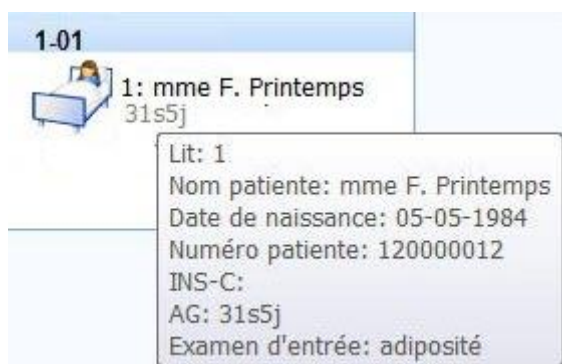 1-01
1: mme F. Printemps
31s5j
Lit: 1
Nom patiente: mme F. Printemps
Date de naissance: 05-05-1984
Numéro patiente: 120000012
INS-C:
AG: 31s5j
Examen d'entrée: adiposité